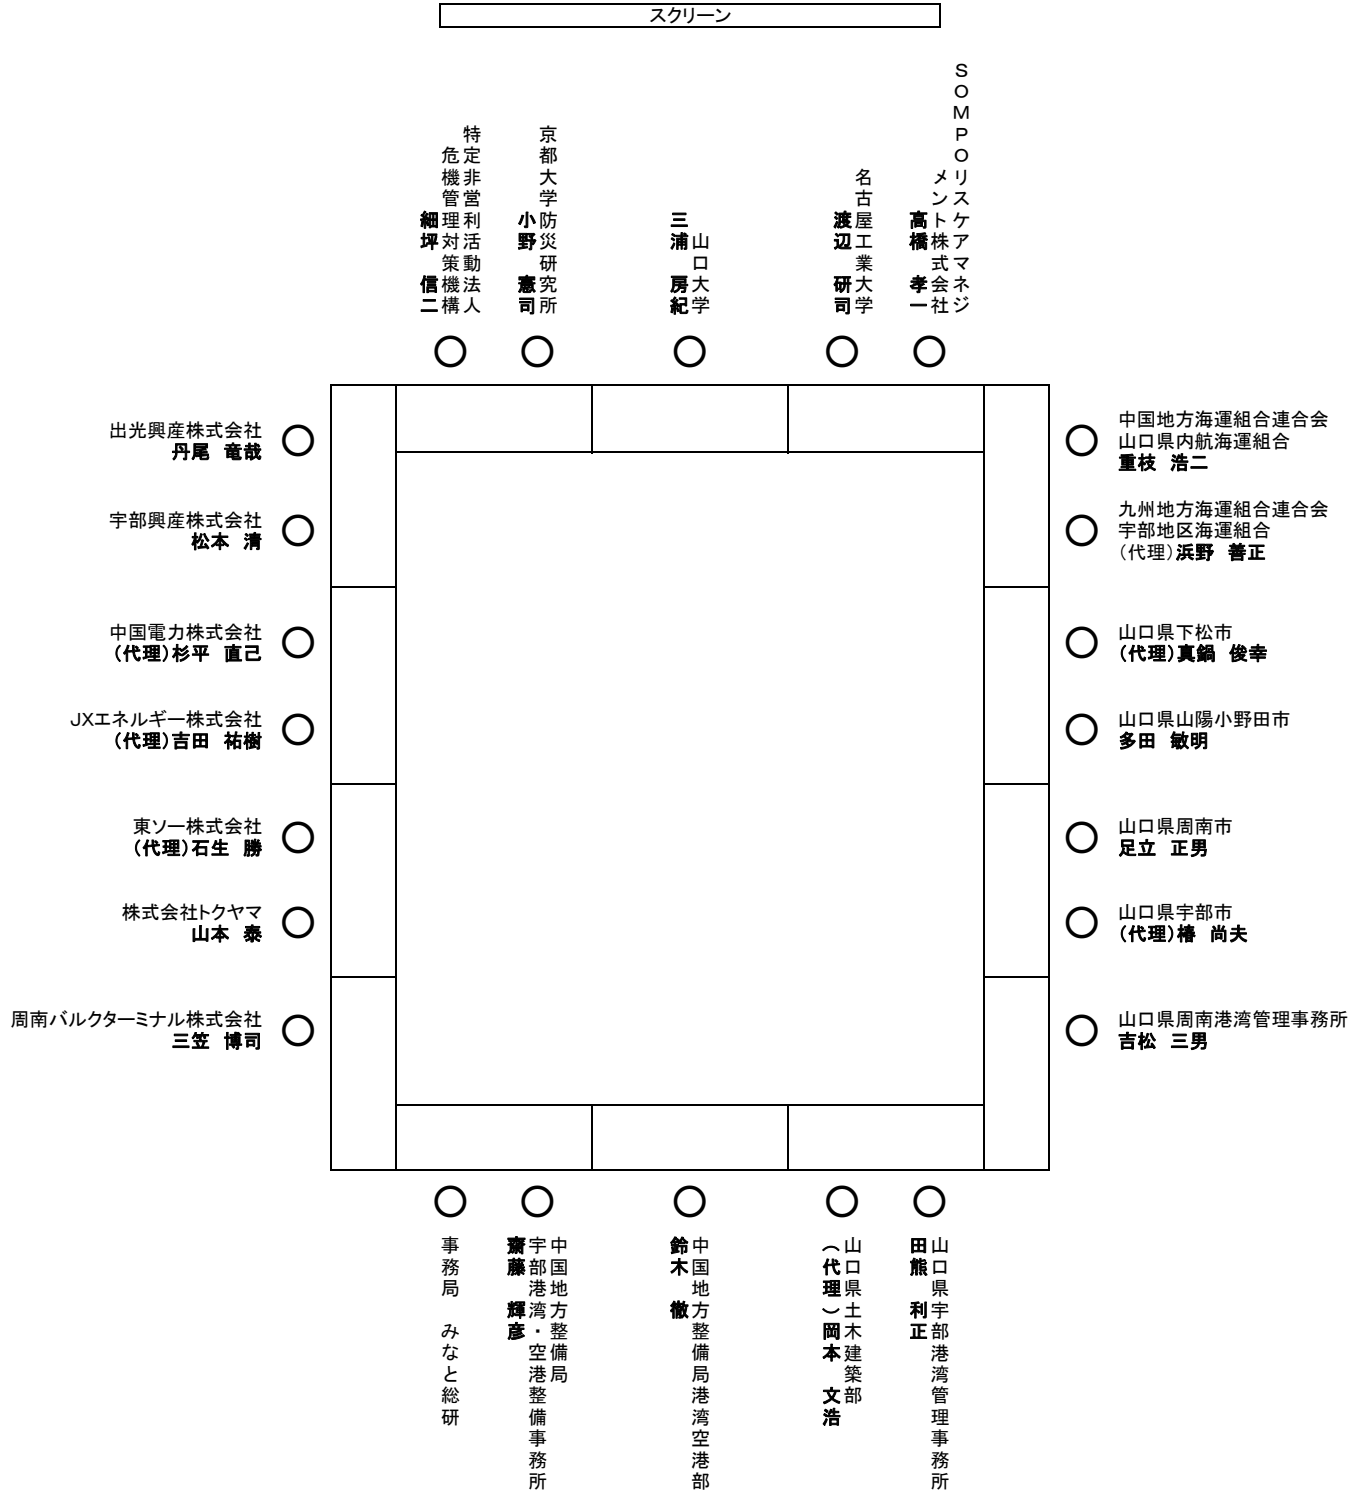 スクリーン
特定非営利活動法人
危機管理対策機構
細坪　信二
京都大学防災研究所
小野　憲司
山口大学
三浦　房紀
名古屋工業大学
渡辺　研司
SOMPOリスケアマネジ
メント株式会社
高橋　孝一
出光興産株式会社
丹尾　竜哉
宇部興産株式会社
松本　清
中国電力株式会社
(代理)杉平　直己
JXエネルギー株式会社
(代理)吉田　祐樹
東ソー株式会社
(代理)石生　勝
株式会社トクヤマ
山本　泰
周南バルクターミナル株式会社
三笠　博司
中国地方海運組合連合会
山口県内航海運組合
重枝　浩二
九州地方海運組合連合会
宇部地区海運組合
(代理)浜野　善正
山口県下松市
(代理)真鍋　俊幸
山口県山陽小野田市
多田　敏明
山口県周南市
足立　正男
山口県宇部市
(代理)椿　尚夫
山口県周南港湾管理事務所
吉松　三男
事務局　みなと総研
中国地方整備局
宇部港湾・空港整備事務所
齋藤　輝彦
中国地方整備局港湾空港部
鈴木　徹
山口県土木建築部
(代理)岡本　文浩
山口県宇部港湾管理事務所
田熊　利正